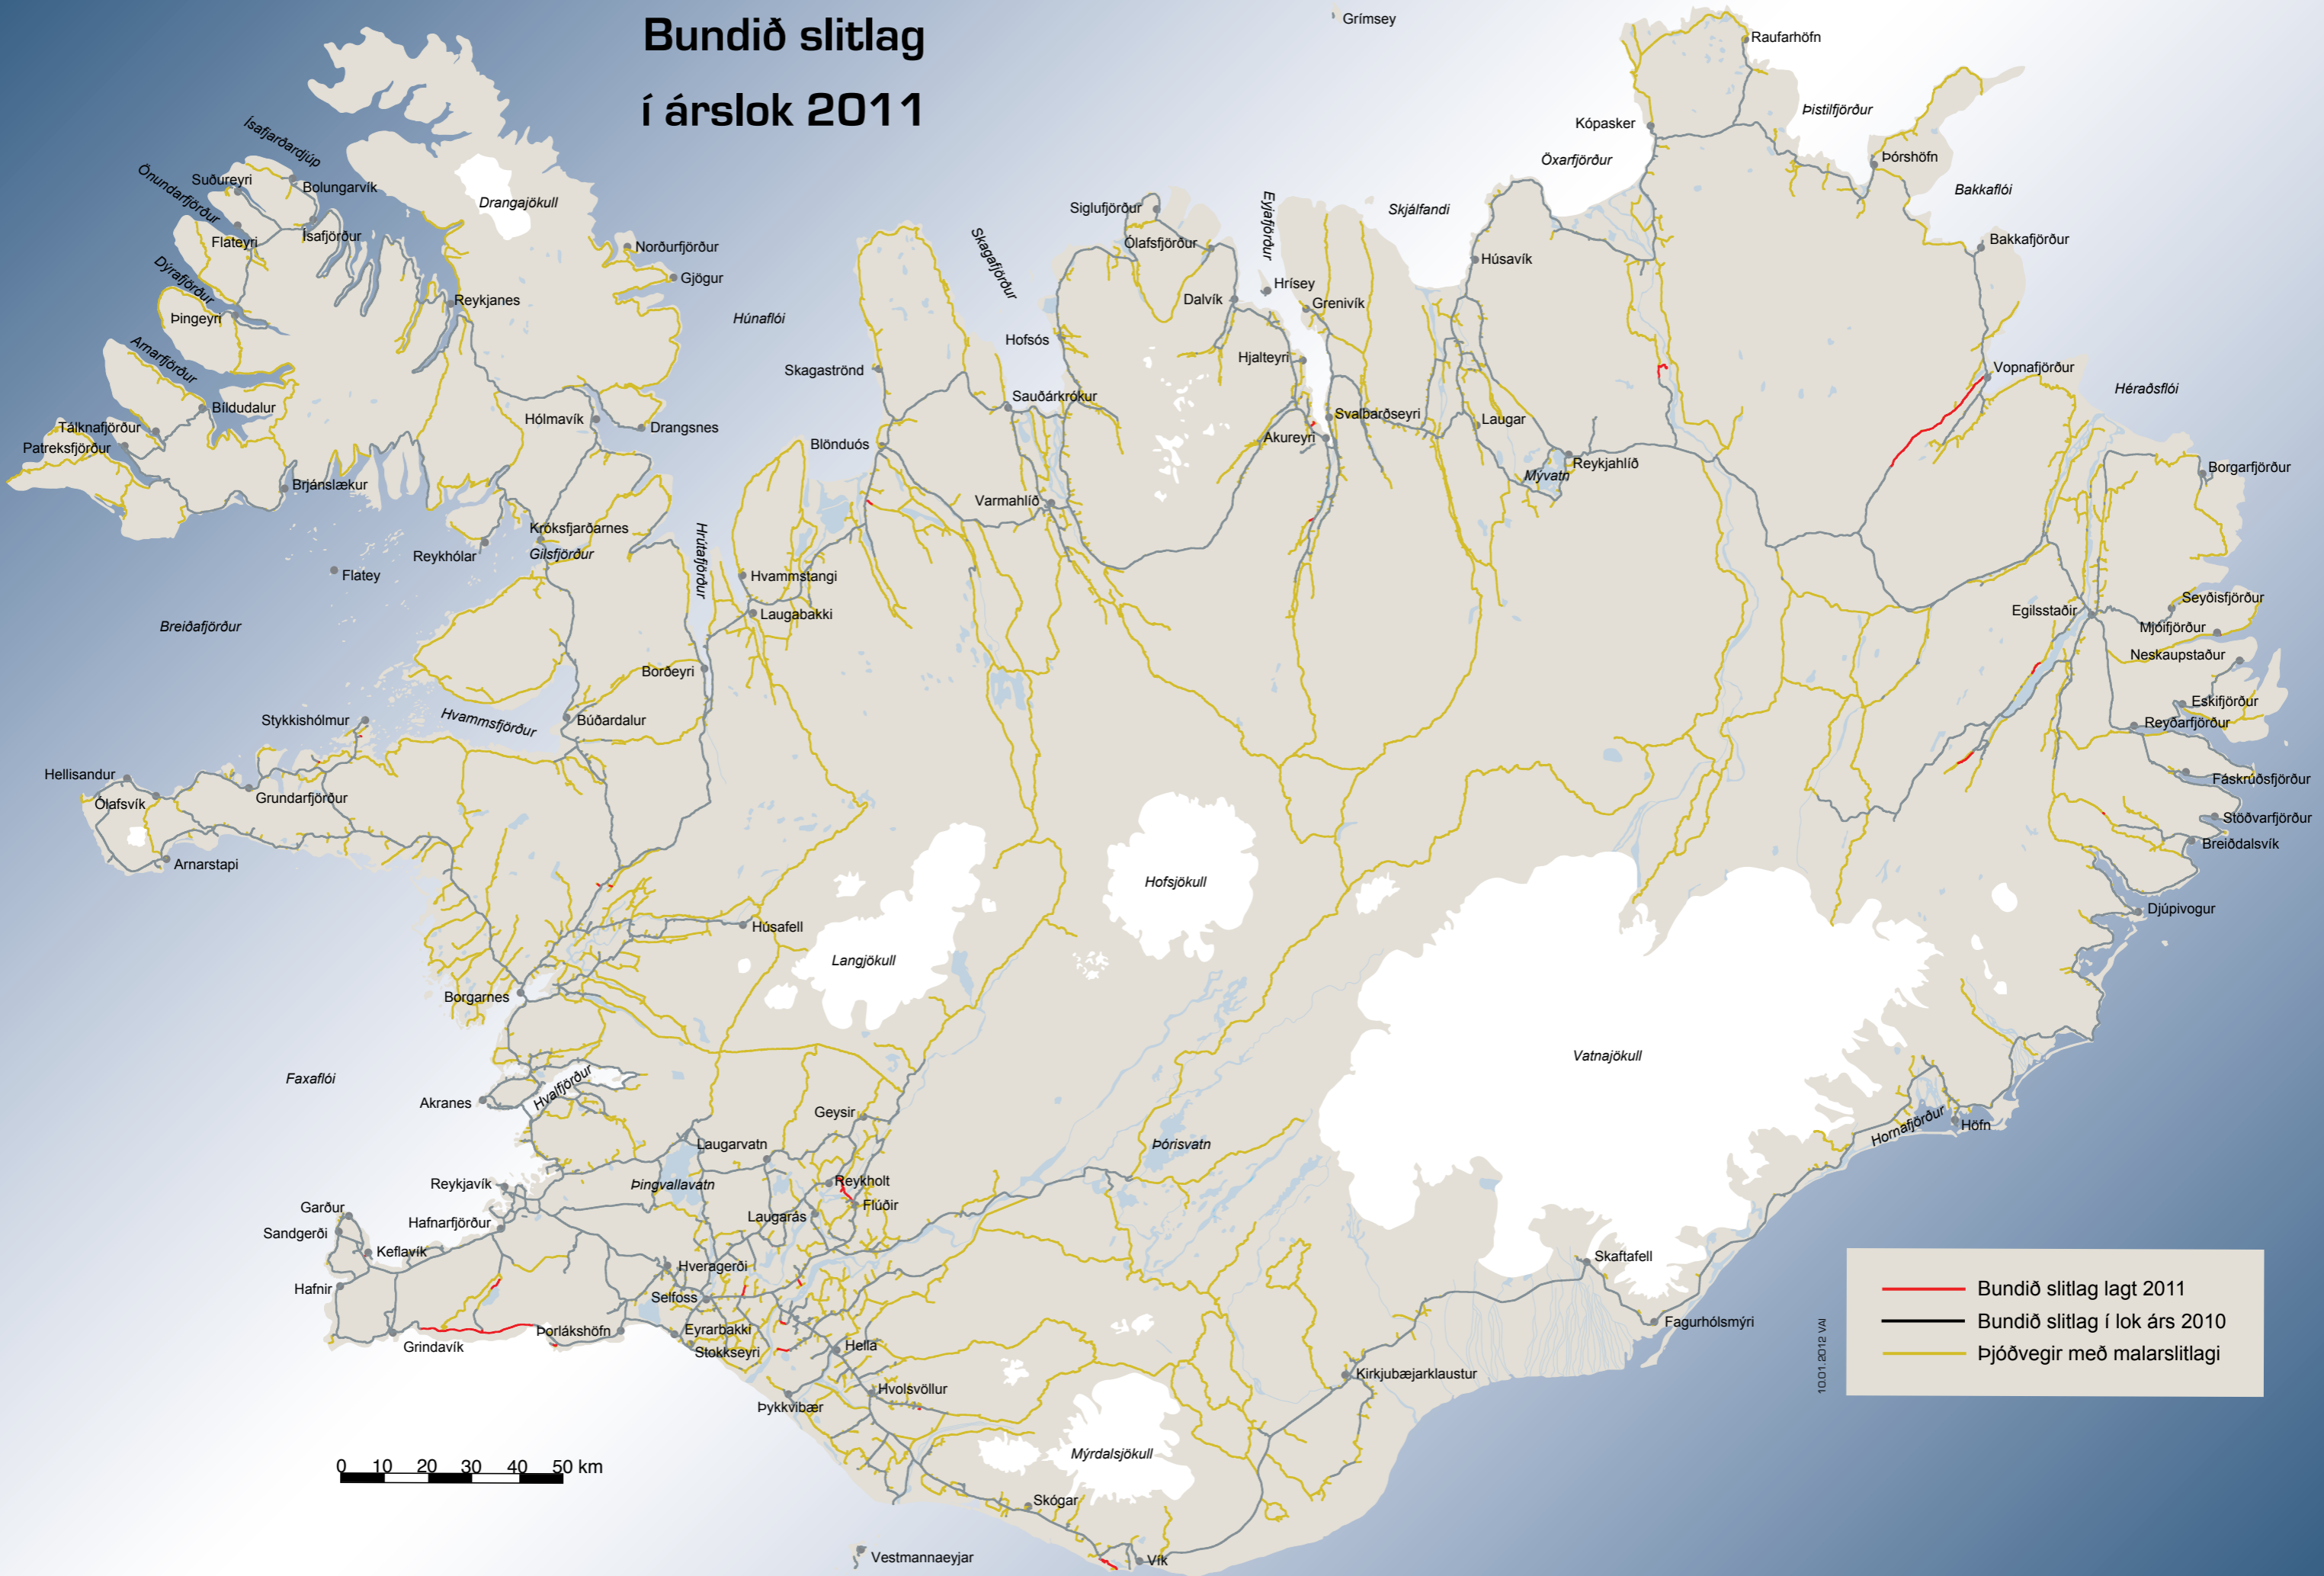 Bundið slitlag
í árslok 2011
Grímsey
Raufarhöfn
Þistilfjörður
Kópasker
Öxarfjörður
Þórshöfn
Bakkaflói
Bakkafjörður
Ísafjarðardjúp
Önundarfjörður
Suðureyri
Bolungarvík
Drangajökull
Flateyri
Ísafjörður
Norðurfjörður
Gjögur
Dýrafjörður
Þingeyri
Reykjanes
Húnaflói
Arnarfjörður
Bíldudalur
Tálknafjörður
Patreksfjörður
Hólmavík
Drangsnes
Brjánslækur
Skagafjörður
Siglufjörður
Ólafsfjörður
Eyjafjörður
Skjálfandi
Húsavík
Hrísey
Dalvík
Grenivík
Hofsós
Hjalteyri
Skagaströnd
Sauðárkrókur
Svalbarðseyri
Laugar
Blönduós
Akureyri
Reykjahlíð
Mývatn
Varmahlíð
Vopnafjörður
Héraðsflói
Borgarfjörður
Króksfjarðarnes
Gilsfjörður
Reykhólar
Flatey
Hrútafjörður
Hvammstangi
Laugabakki
Breiðafjörður
Seyðisfjörður
Egilsstaðir
Mjóifjörður
Neskaupstaður
Borðeyri
Eskifjörður
Stykkishólmur
Hvammsfjörður
Búðardalur
Reyðarfjörður
Hellisandur
Ólafsvík
Grundarfjörður
Fáskrúðsfjörður
Stöðvarfjörður
Breiðdalsvík
Arnarstapi
Hofsjökull
Djúpivogur
Húsafell
Langjökull
Borgarnes
Vatnajökull
Faxaflói
Hvalfjörður
Akranes
Geysir
Laugarvatn
Þórisvatn
Hornafjörður
Höfn
Reykjavík
Þingvallavatn
Reykholt
Flúðir
Garður
Sandgerði
Hafnarfjörður
Laugarás
Keflavík
Hafnir
Hveragerði
Selfoss
Skaftafell
Grindavík
Þorlákshöfn
Eyrarbakki
Stokkseyri
Hella
Fagurhólsmýri
Hvolsvöllur
Þykkvibær
Kirkjubæjarklaustur
Mýrdalsjökull
Skógar
Vestmannaeyjar
Vík
0 10 20 30 40 50 km
Bundið slitlag lagt 2011
Bundið slitlag í lok árs 2010
Þjóðvegir með malarslitlagi
10.01.2012 VAI